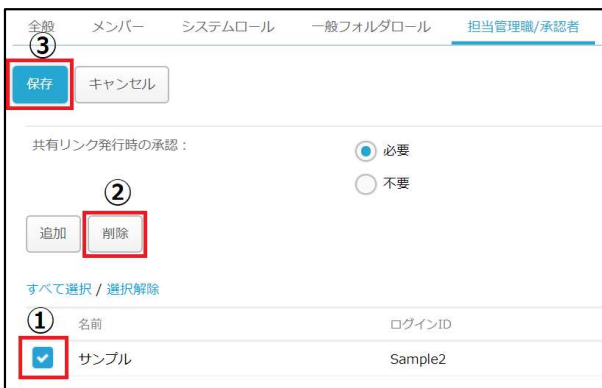 全般 メンバー システムロール 一般フォルダロール 担当管理職/承認者
③
保存 キャンセル
共有リンク発行時の承認： 必要
不要
②
追加 削除
すべて選択 / 選択解除
①
名前 ログインID
サンプル Sample2